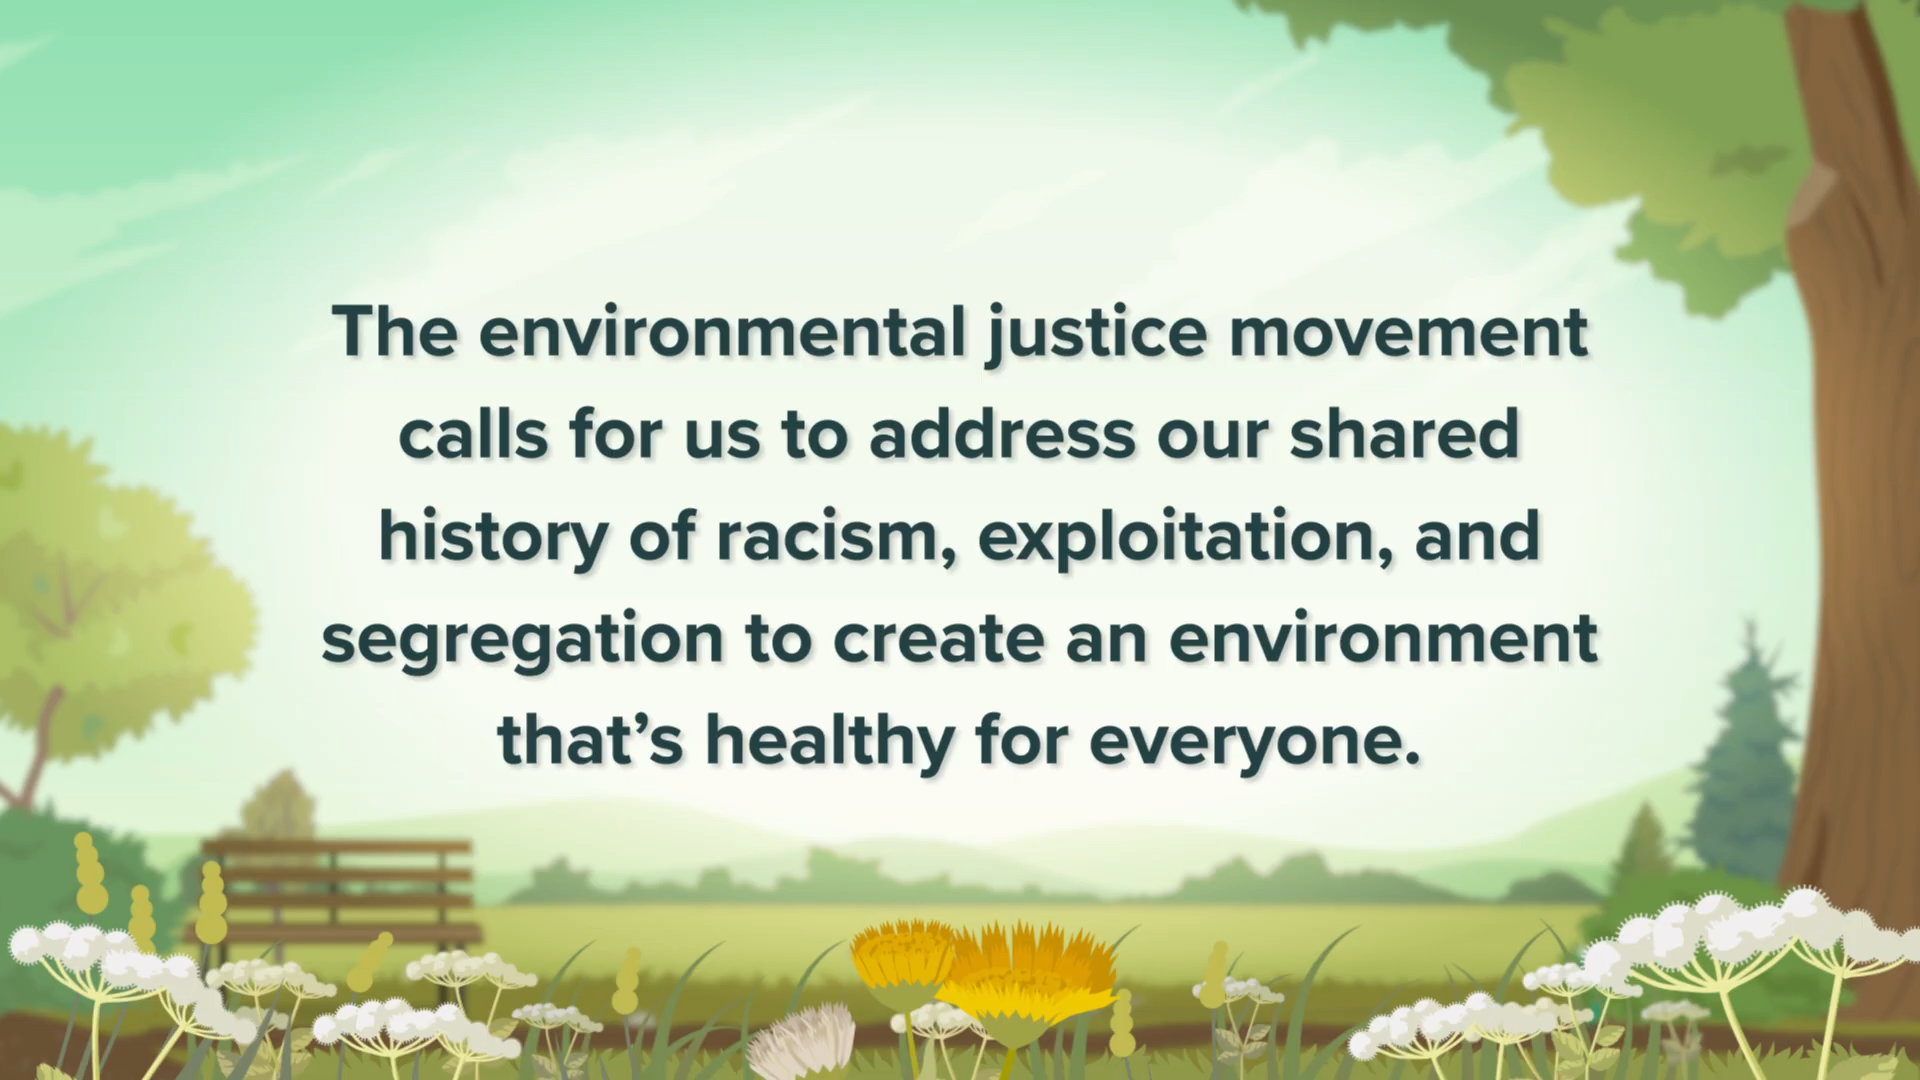 The environmental justice movement
calls for us to address our shared
history of racism, exploitation, and
segregation to create an environment
that’s healthy for everyone.